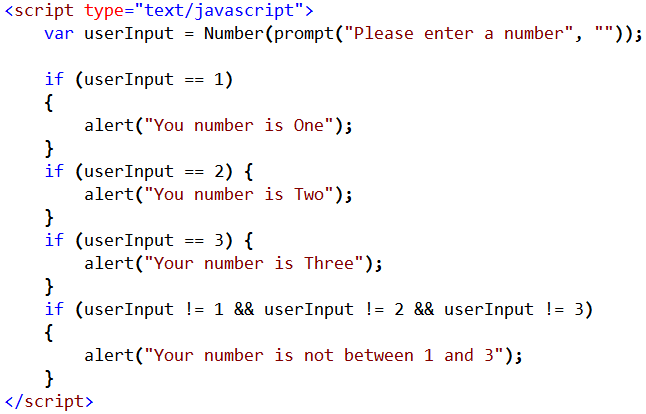 <script type="text/javascript">
    var userInput = Number(prompt("Please enter a number", ""));

    if (userInput == 1)
    {
        alert("You number is One");
    }
    if (userInput == 2) {
        alert("You number is Two");
    }
    if (userInput == 3) {
        alert("Your number is Three");
    }
    if (userInput != 1 && userInput != 2 && userInput != 3)
    {
        alert("Your number is not between 1 and 3");
    }
</script>